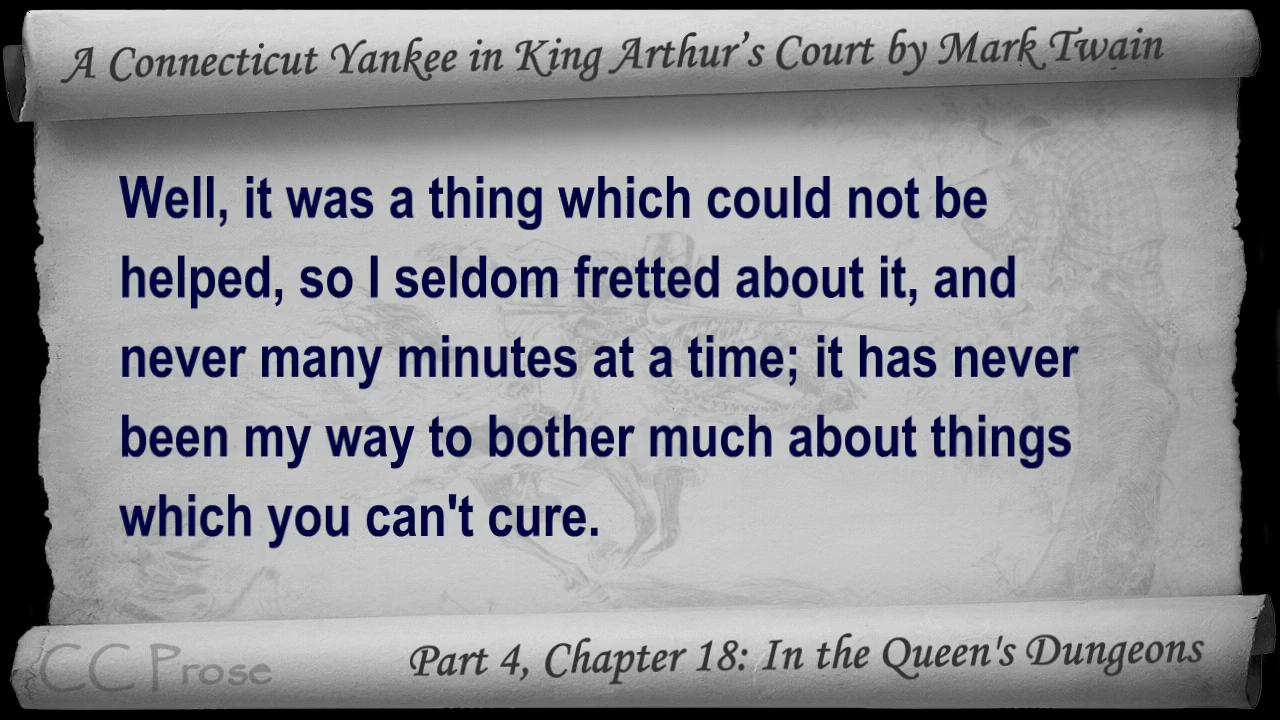 A Connecticut Yankee in King Arthur's Court by Mark Twain
Well, it was a thing which could not be
helped, so I seldom fretted about it, and
never many minutes at a time; it has never
been my way to bother much about things
which you can't cure.
CC Prose
Part 4, Chapter 18: In the Queen's Dungeons